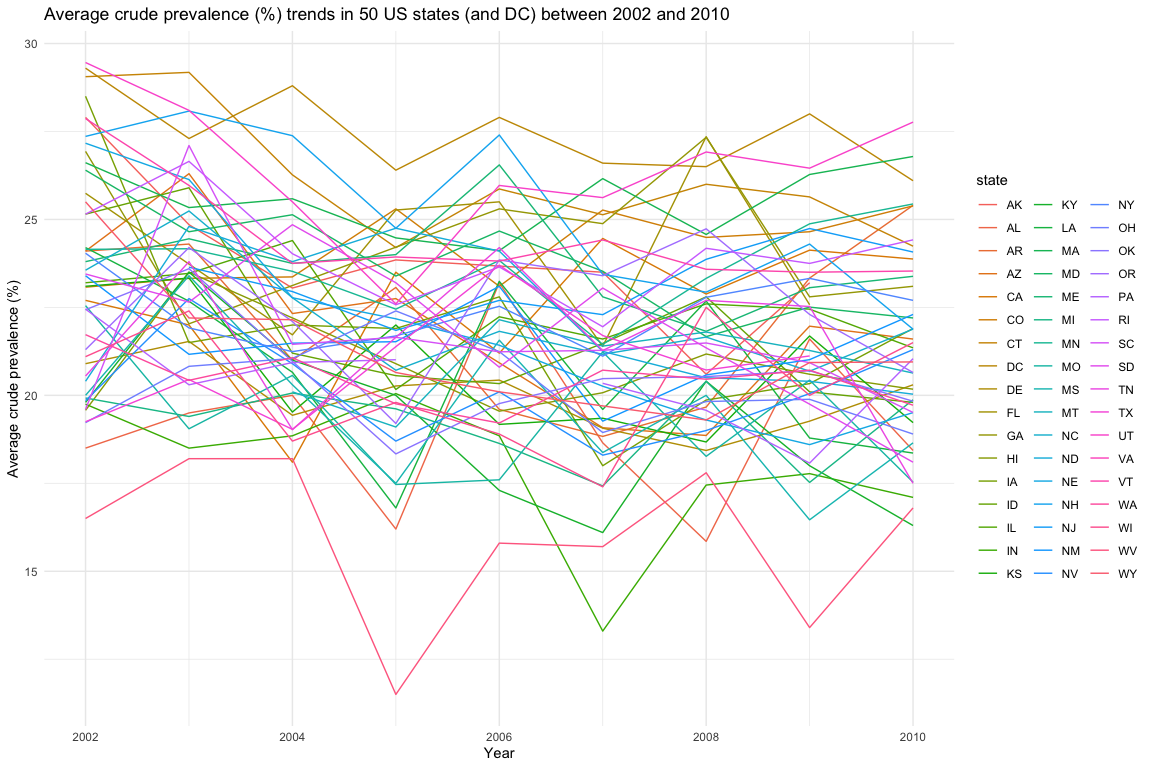 Average crude prevalence (%) trends in 50 US states (and DC) between 2002 and 2010
30
25
20
15
Average crude prevalence (%)
2002 2004 2006 2008 2010
Year
state
AK KY NY
AL LA OH
AR MA OK
AZ MD OR
CA ME PA
CO MI RI
CT MN SC
DC MO SD
DE MS TN
FL MT TX
GA NC UT
HI ND VA
IA NE VT
ID NH WA
IL NJ WI
IN NM WV
KS NV WY